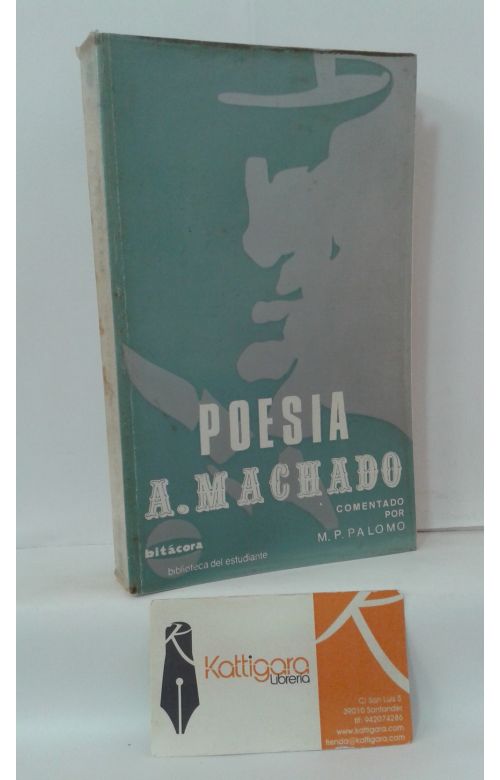 POESIA
A. MACHADO
COMENTADO
POR
M. P. PALOMO
bitácora
biblioteca del estudiante
Kattigara
Librería
C/ San Luis 5
39010 Santander
tlf: 942074286
www.kattigara.com
tienda@kattigara.com